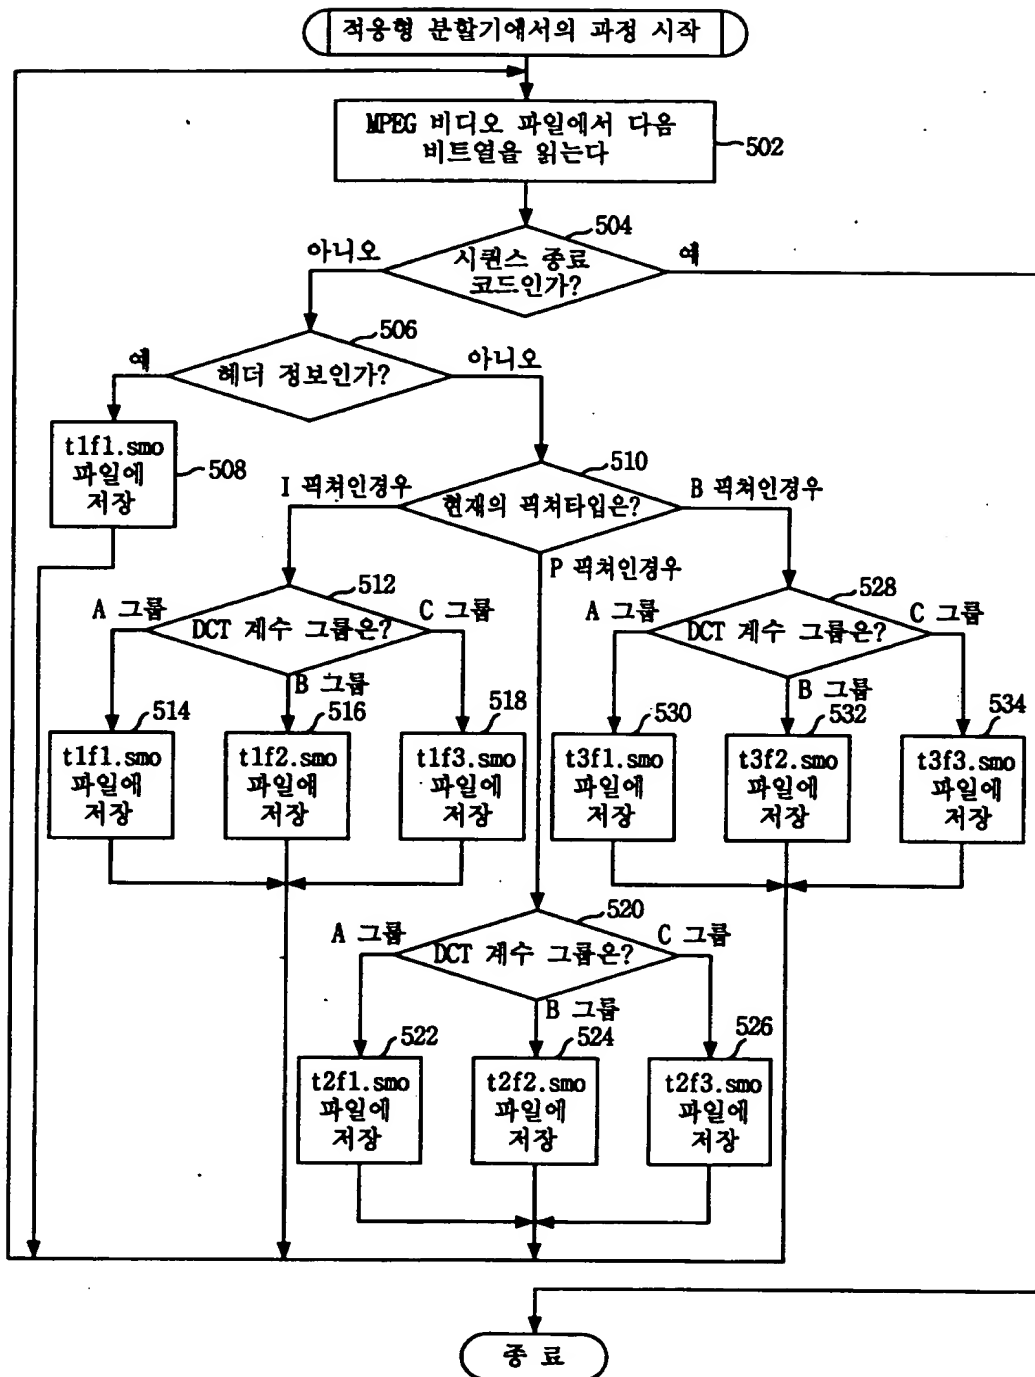 적응형 분할기에서의 과정 시작
MPEG 비디오 파일에서 다음
비트열을 읽는다
502
504
아니오
시퀀스 종료
코드인가?
예
506
예
헤더 정보인가?
아니오
t1f1.smo
파일에
저장
508
510
I 픽쳐인경우
현재의 픽쳐타입은?
B 픽쳐인경우
P 픽쳐인경우
512
A 그룹
DCT 계수 그룹은?
C 그룹
B 그룹
528
A 그룹
DCT 계수 그룹은?
C 그룹
B 그룹
514
t1f1.smo
파일에
저장
516
t1f2.smo
파일에
저장
518
t1f3.smo
파일에
저장
530
t3f1.smo
파일에
저장
532
t3f2.smo
파일에
저장
534
t3f3.smo
파일에
저장
520
A 그룹
DCT 계수 그룹은?
C 그룹
B 그룹
522
t2f1.smo
파일에
저장
524
t2f2.smo
파일에
저장
526
t2f3.smo
파일에
저장
종 료